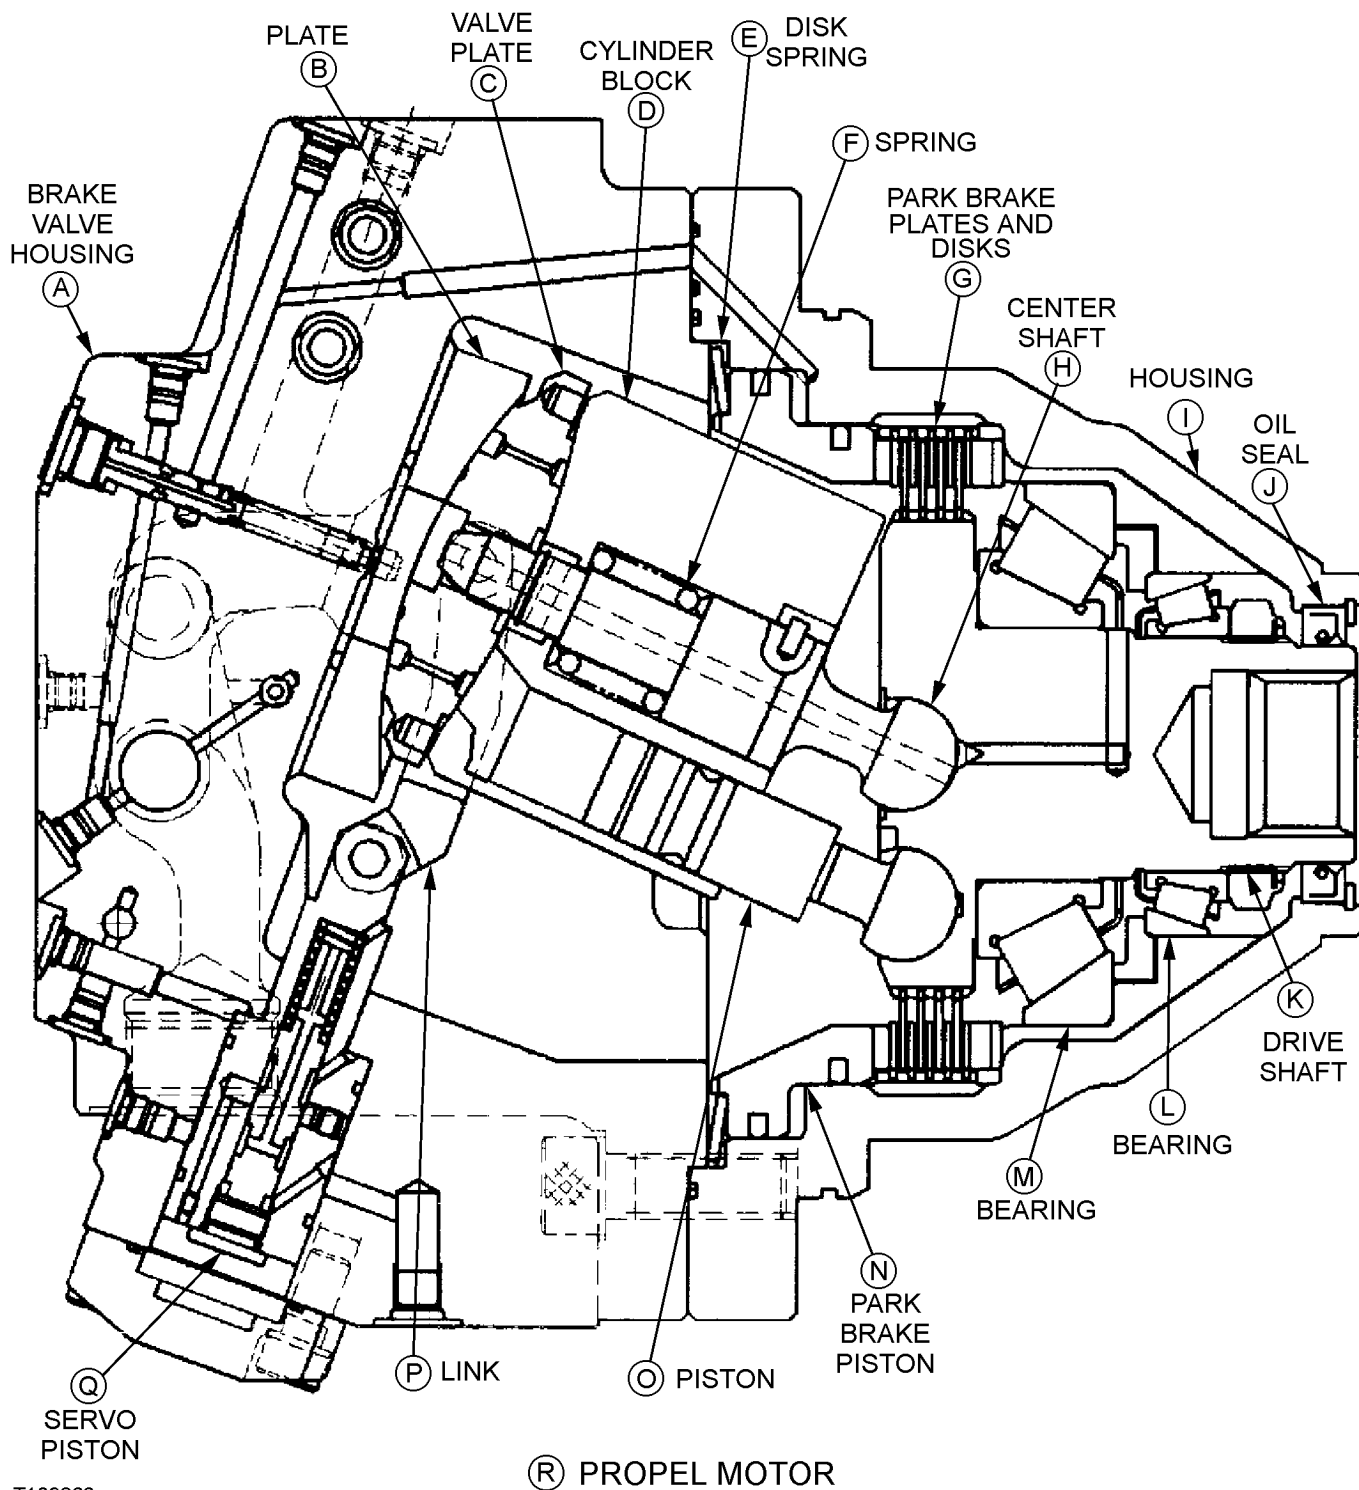 PLATE
B
VALVE
PLATE
C
CYLINDER
BLOCK
D
E DISK
SPRING
F SPRING
BRAKE
VALVE
HOUSING
A
PARK BRAKE
PLATES AND
DISKS
G
CENTER
SHAFT
H
HOUSING
I
OIL
SEAL
J
K
DRIVE
SHAFT
L
BEARING
M
BEARING
N
PARK
BRAKE
PISTON
O PISTON
P LINK
Q
SERVO
PISTON
R PROPEL MOTOR